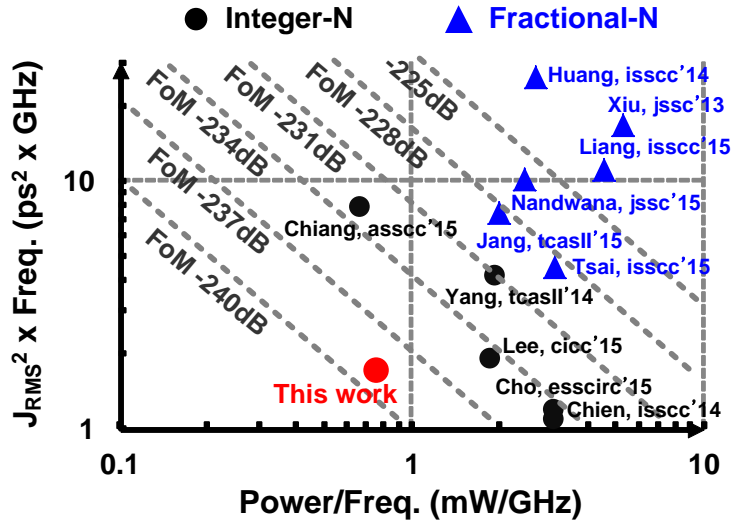 Integer-N
Fractional-N
-225dB
FoM -228dB
FoM -231dB
FoM -234dB
FoM -237dB
FoM -240dB
Huang, isscc'14
Xiu, jssc'13
Liang, isscc'15
Nandwana, jssc'15
Chiang, asscc'15
Jang, tcasII'15
Tsai, isscc'15
Yang, tcasII'14
Lee, cicc'15
Cho, esscirc'15
Chien, isscc'14
This work
10
1
0.1
1
10
J_RMS² x Freq. (ps² x GHz)
Power/Freq. (mW/GHz)